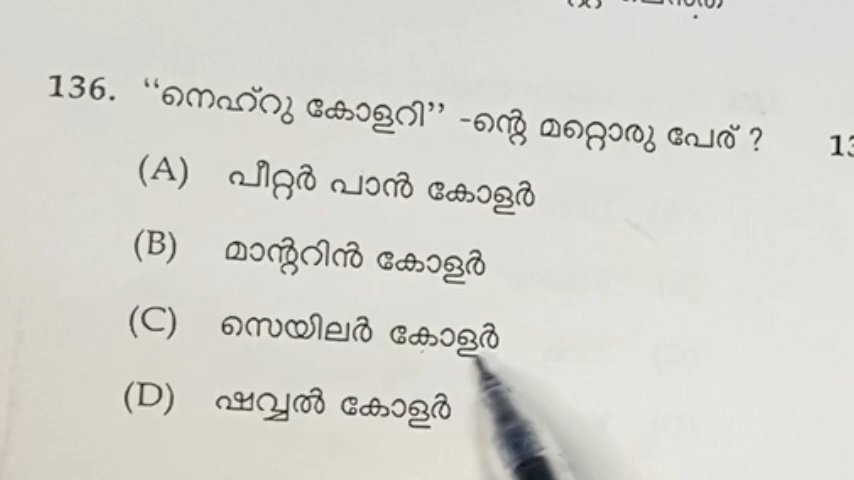 136. “നെഹ്റു കോളറി” -ന്റെ മറ്റൊരു പേര് ?
(A) പീറ്റർ പാൻ കോളർ
(B) മാന്ററിൻ കോളർ
(C) സെയിലർ കോളർ
(D) ഷവ്വൽ കോളർ